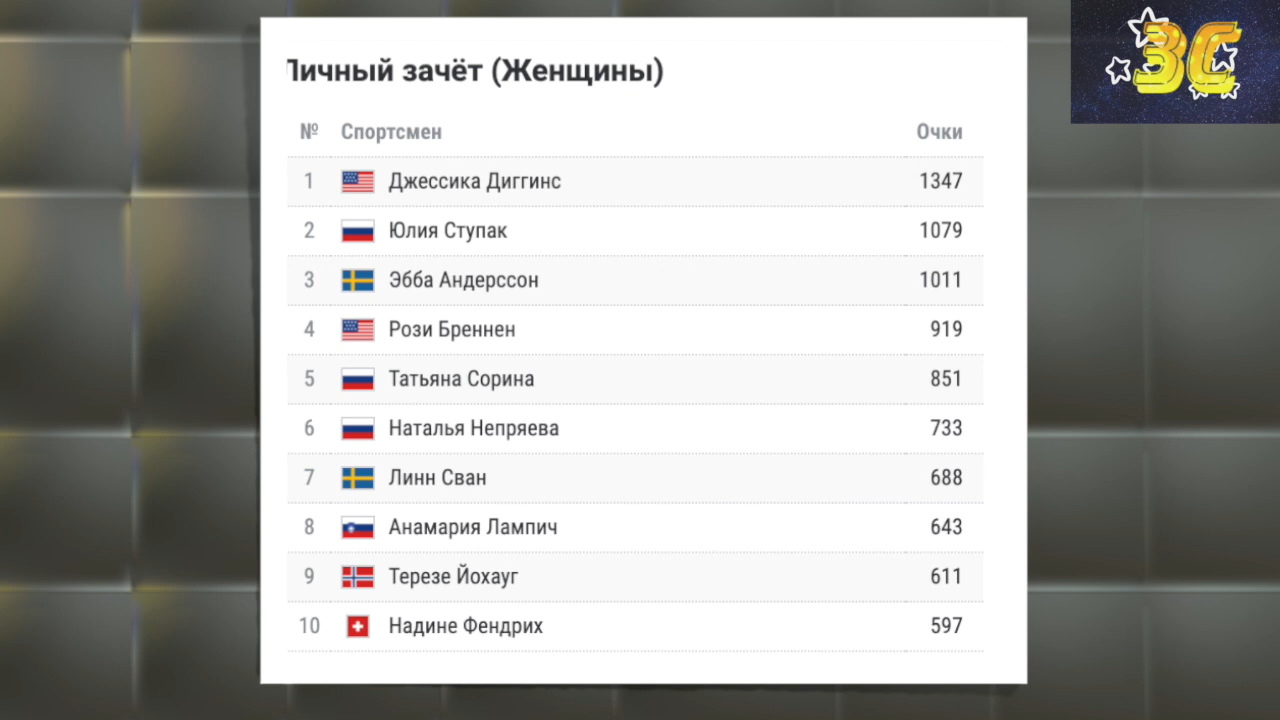 Личный зачёт (Женщины)
№ Спортсмен Очки
1 Джессика Диггинс 1347
2 Юлия Ступак 1079
3 Эбба Андерссон 1011
4 Рози Бреннен 919
5 Татьяна Сорина 851
6 Наталья Непряева 733
7 Линн Сван 688
8 Анамария Лампич 643
9 Терезе Йохауг 611
10 Надине Фендрих 597
ЗС